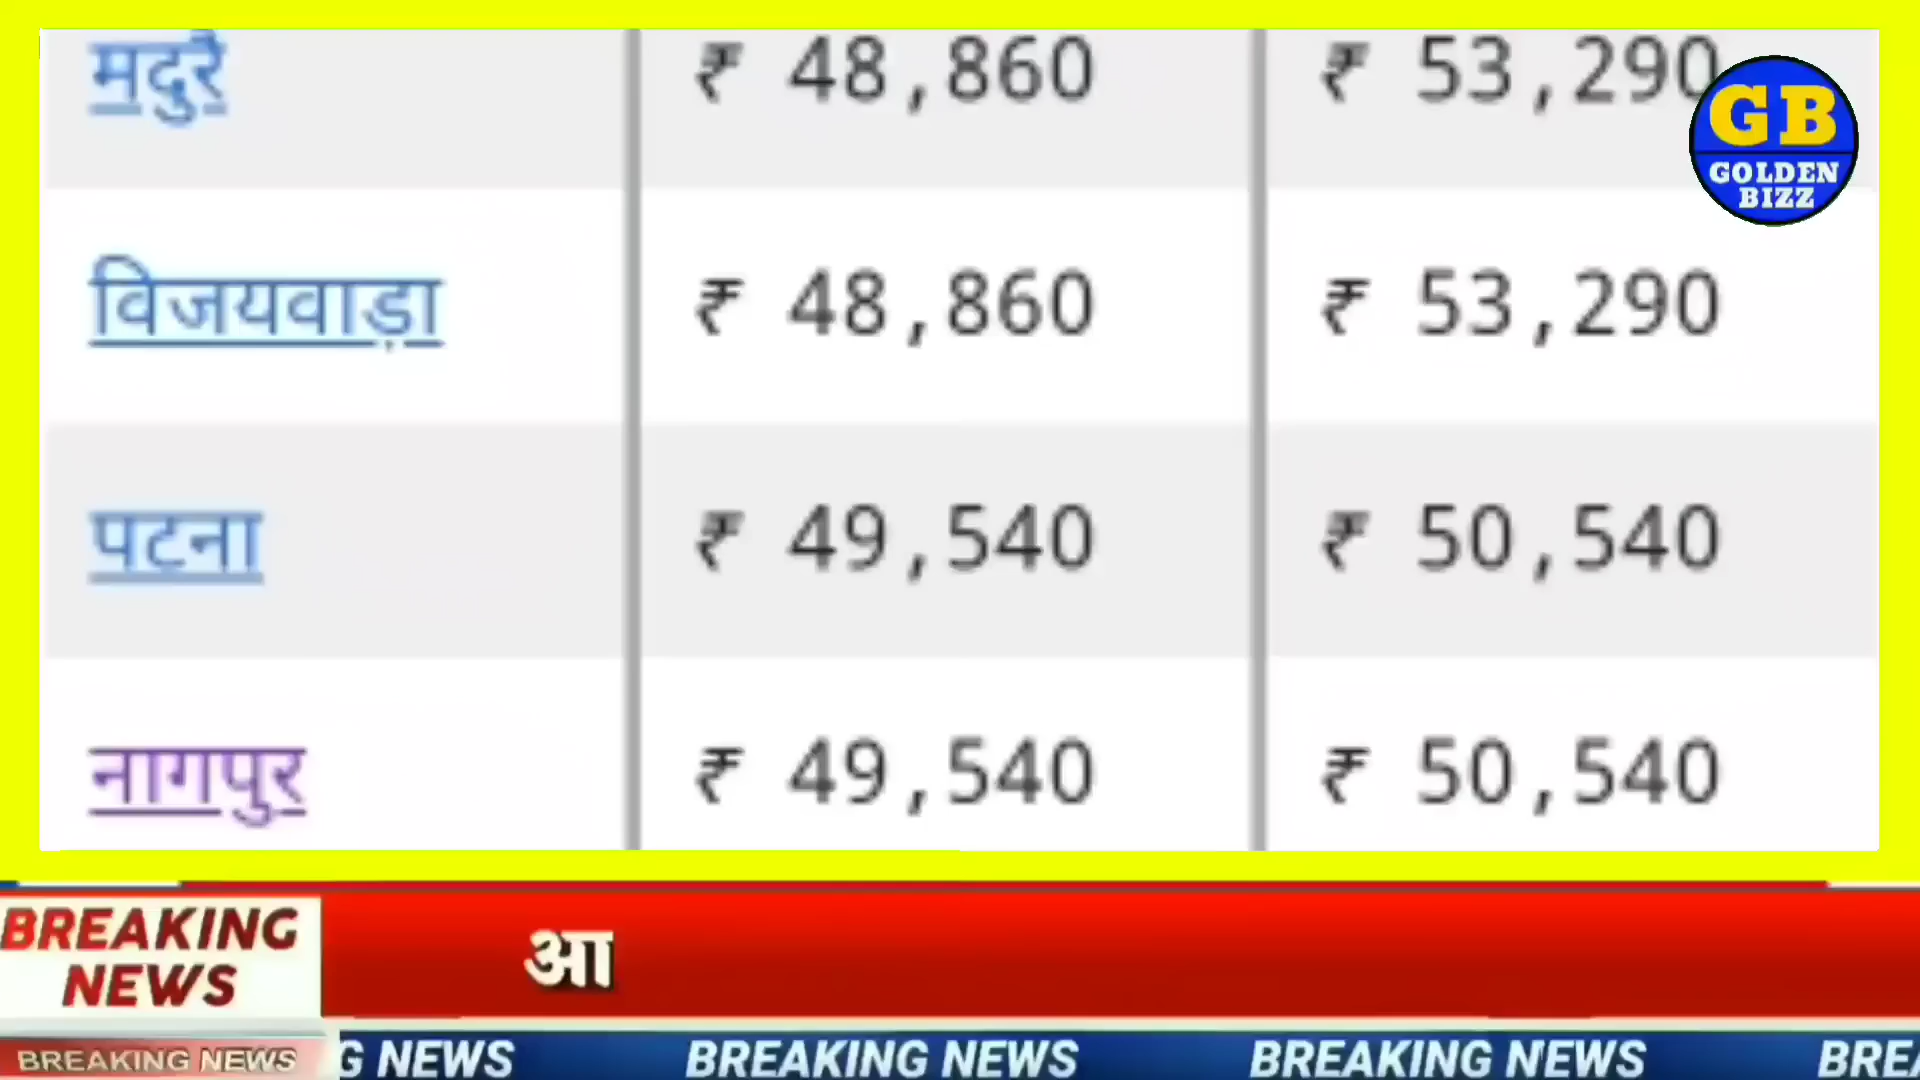 मदुरै ₹ 48,860 ₹ 53,290
GB
GOLDEN
BIZZ
विजयवाड़ा ₹ 48,860 ₹ 53,290
पटना ₹ 49,540 ₹ 50,540
नागपुर ₹ 49,540 ₹ 50,540
BREAKING
NEWS
आ
BREAKING NEWS
G NEWS BREAKING NEWS BREAKING NEWS BREA